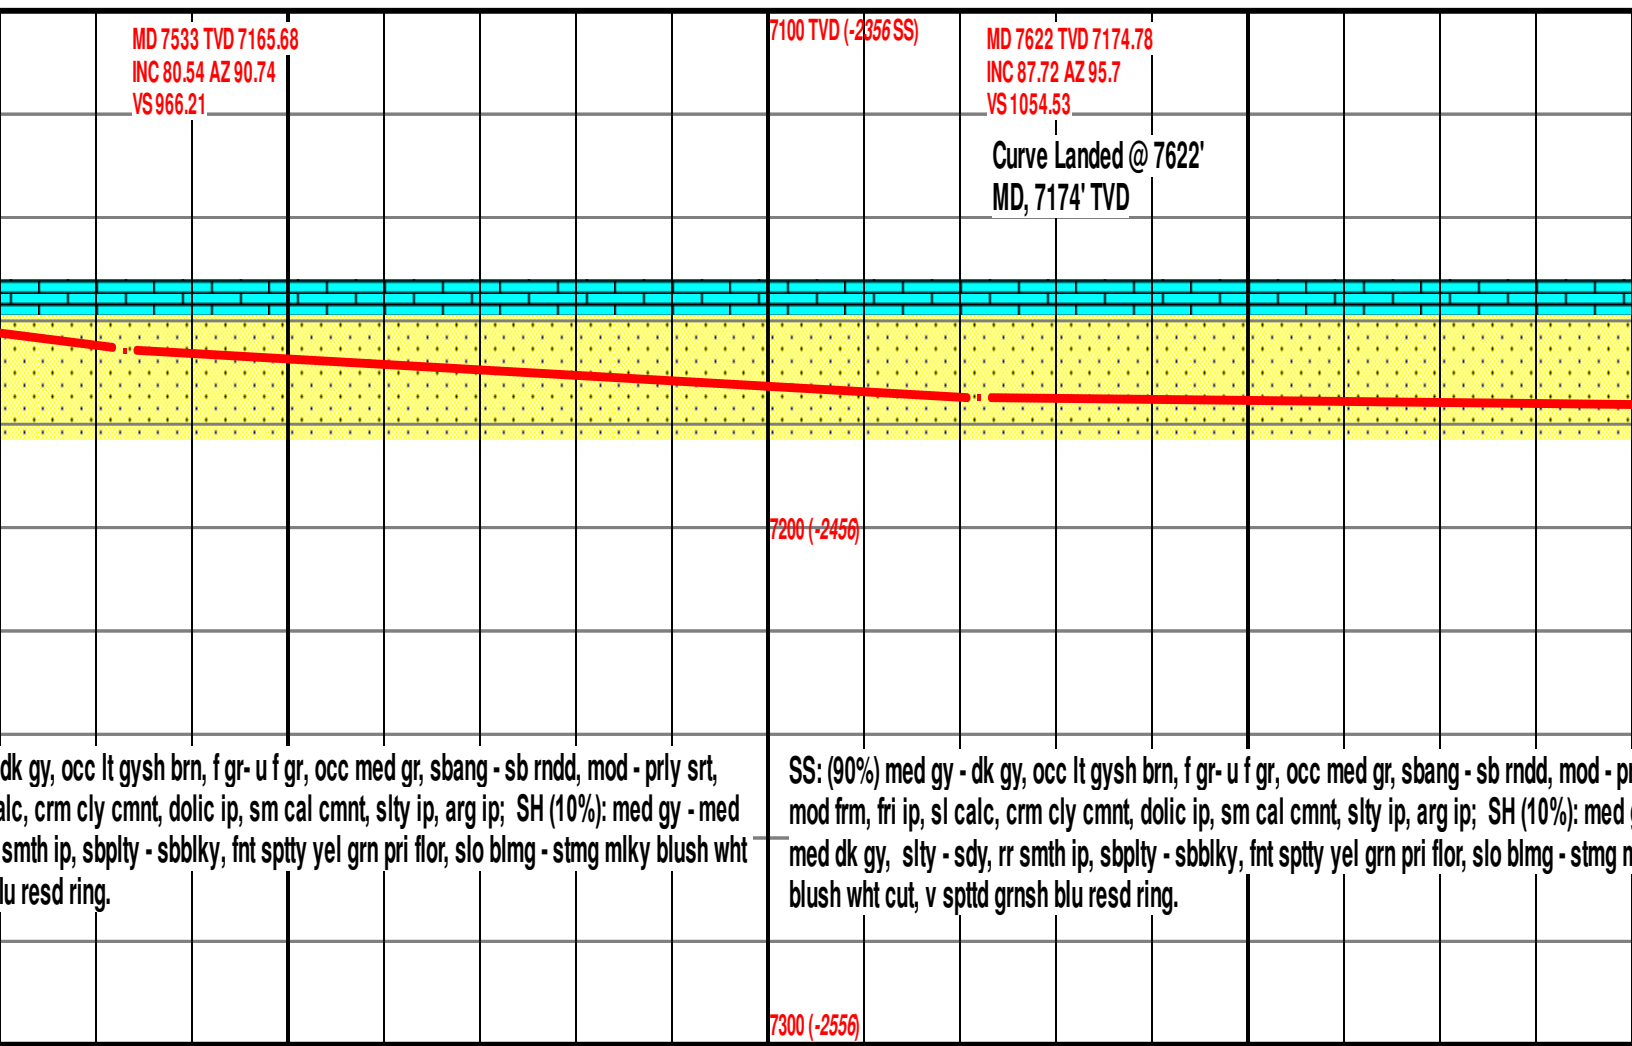 MD 7533 TVD 7165.68
INC 80.54 AZ 90.74
VS 966.21
7100 TVD (-2356 SS)
MD 7622 TVD 7174.78
INC 87.72 AZ 95.7
VS 1054.53
Curve Landed @ 7622'
MD, 7174' TVD
7200 (-2456)
dk gy, occ lt gysh brn, f gr- u f gr, occ med gr, sbang - sb rndd, mod - prly srt,
alc, crm cly cmnt, dolic ip, sm cal cmnt, slty ip, arg ip;  SH (10%): med gy - med
smth ip, sbplty - sbblky, fnt sptty yel grn pri flor, slo blmg - stmg mlky blush wht
lu resd ring.
SS: (90%) med gy - dk gy, occ lt gysh brn, f gr- u f gr, occ med gr, sbang - sb rndd, mod - pr
mod frm, fri ip, sl calc, crm cly cmnt, dolic ip, sm cal cmnt, slty ip, arg ip;  SH (10%): med g
med dk gy,  slty - sdy, rr smth ip, sbplty - sbblky, fnt sptty yel grn pri flor, slo blmg - stmg m
blush wht cut, v spttd grnsh blu resd ring.
7300 (-2556)